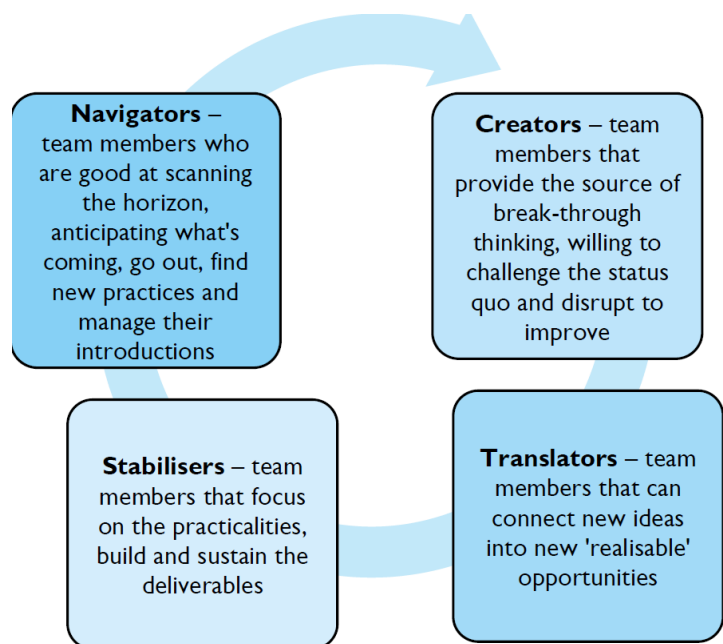 Navigators –
team members who
are good at scanning
the horizon,
anticipating what's
coming, go out, find
new practices and
manage their
introductions
Creators – team
members that
provide the source of
break-through
thinking, willing to
challenge the status
quo and disrupt to
improve
Translators – team
members that can
connect new ideas
into new 'realisable'
opportunities
Stabilisers – team
members that focus
on the practicalities,
build and sustain the
deliverables